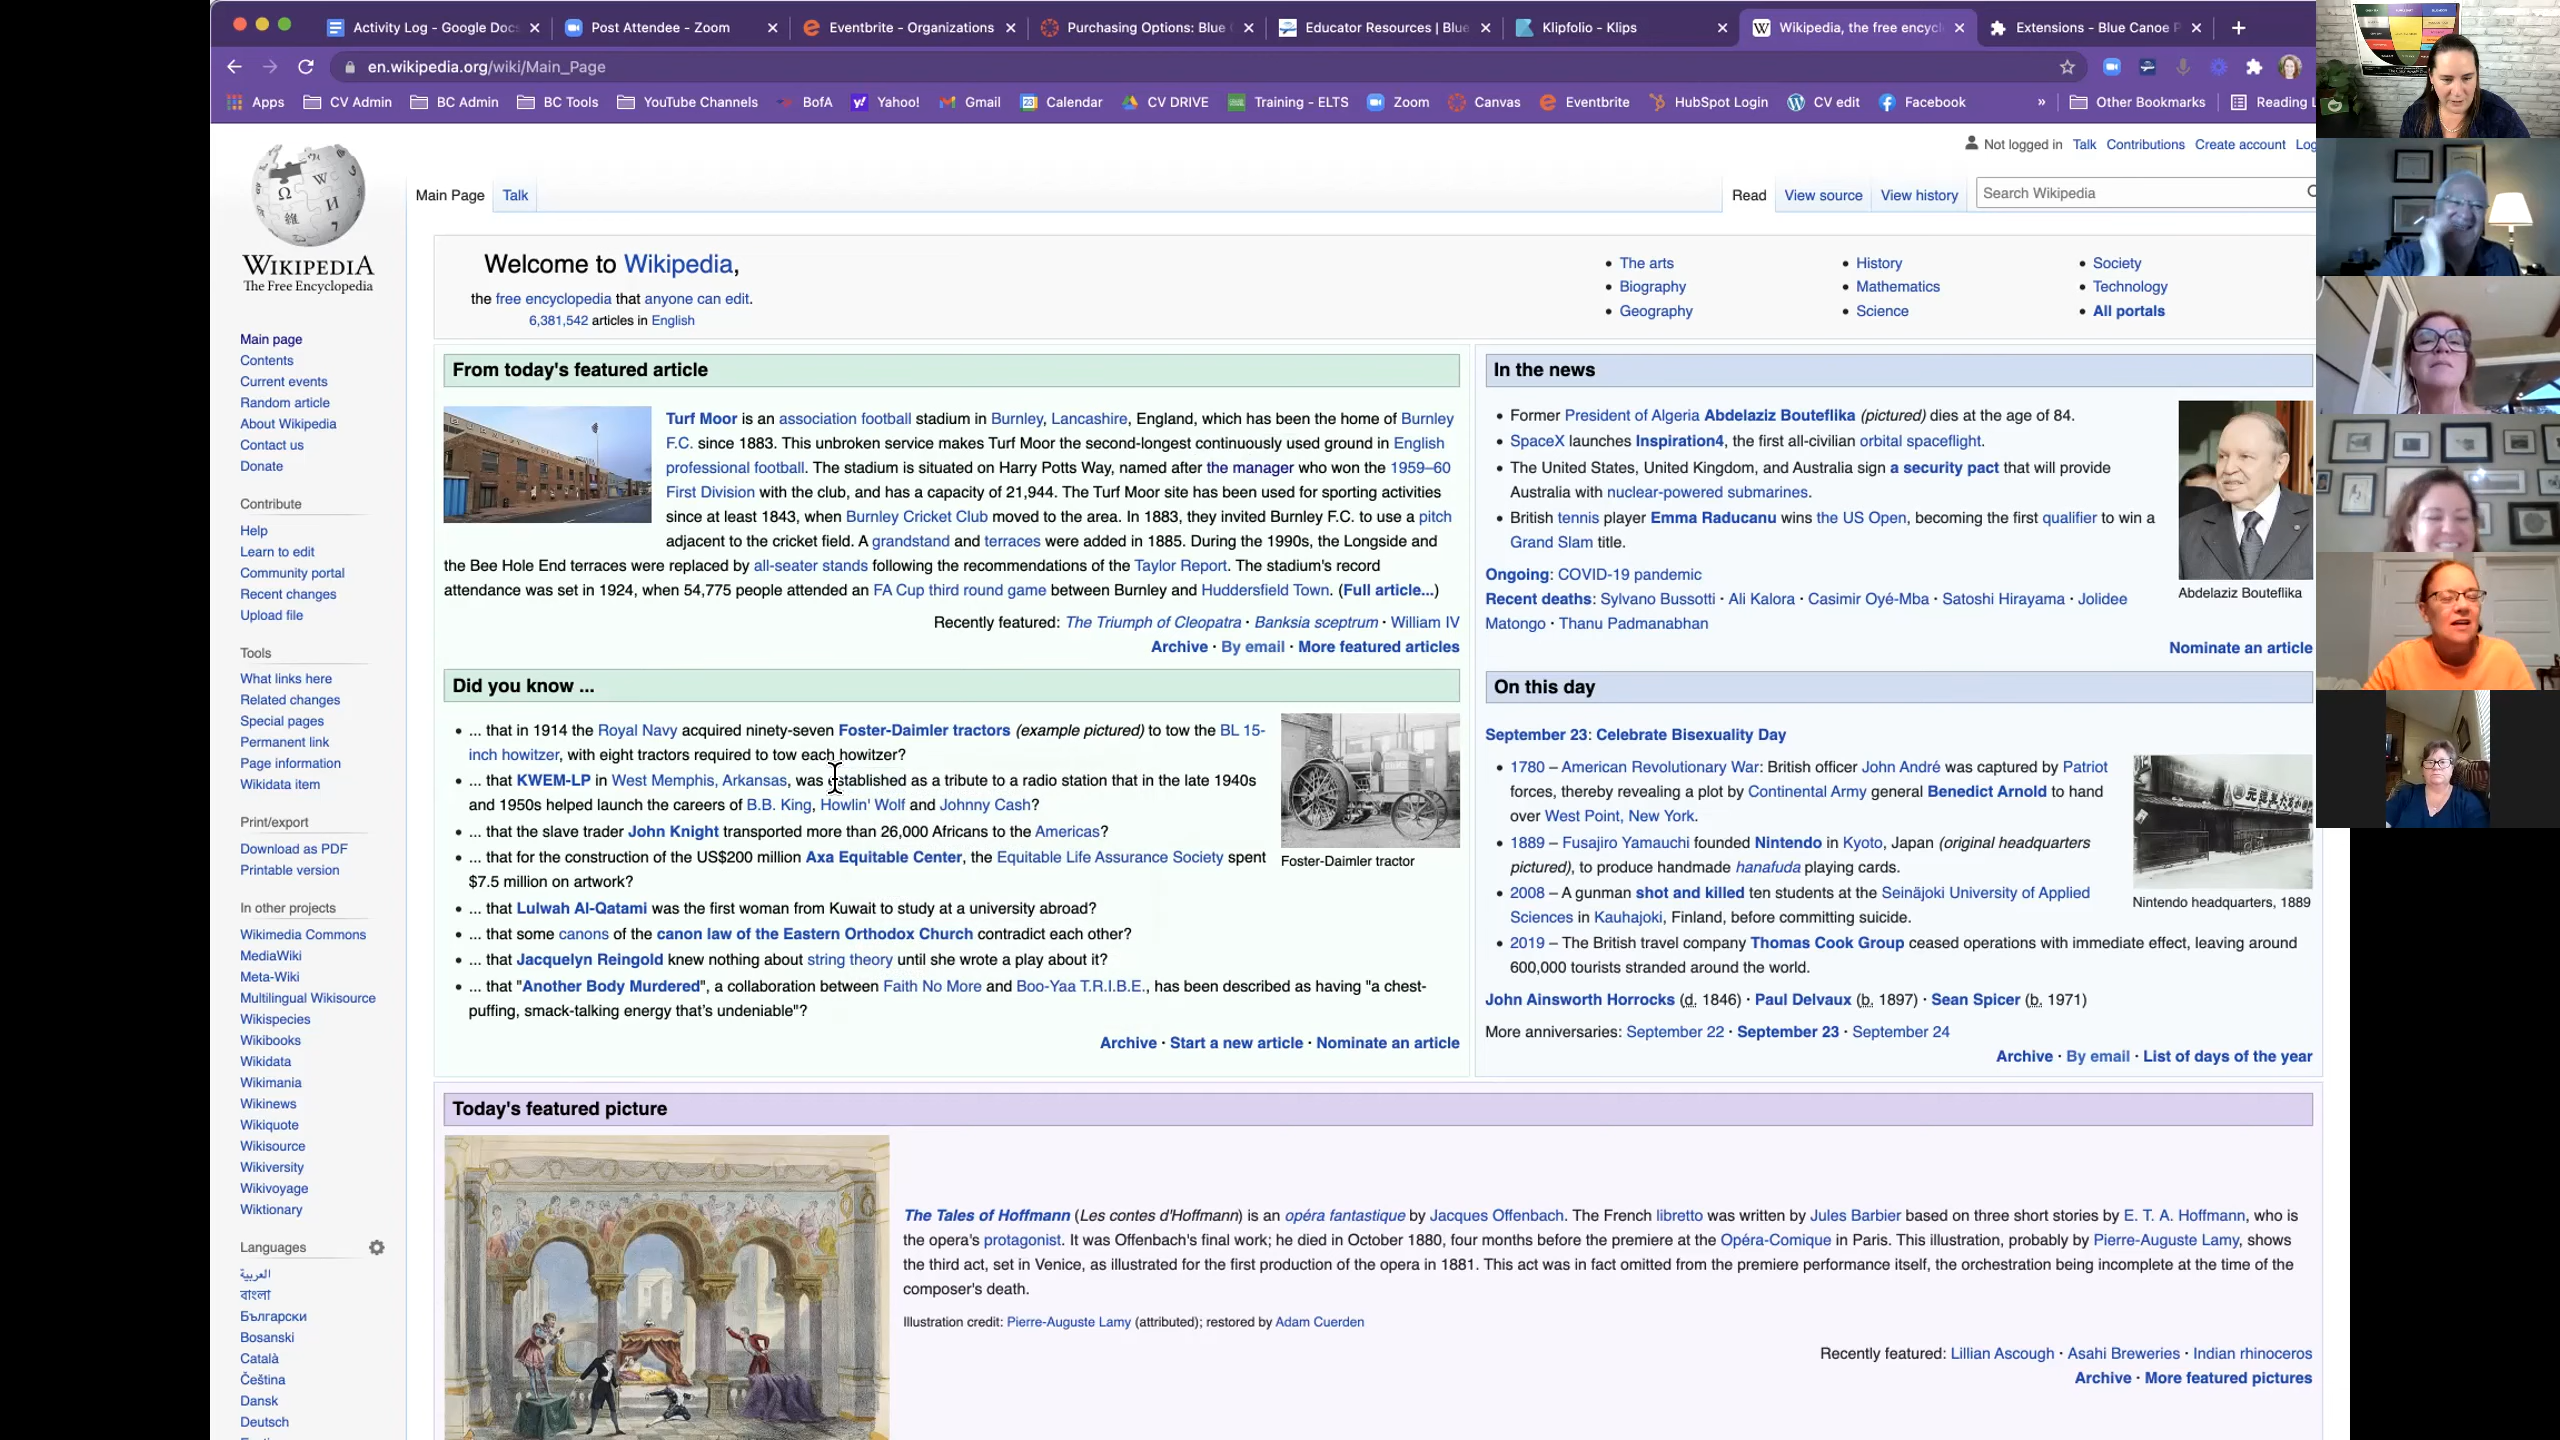 Activity Log - Google Docs
Post Attendee - Zoom
Eventbrite - Organizations
Purchasing Options: Blue
Educator Resources | Blue
Klipfolio - Klips
Wikipedia, the free encycl
Extensions - Blue Canoe P
en.wikipedia.org/wiki/Main_Page
Apps
CV Admin
BC Admin
BC Tools
YouTube Channels
BofA
Yahoo!
Gmail
Calendar
CV DRIVE
Training - ELTS
Zoom
Canvas
Eventbrite
HubSpot Login
CV edit
Facebook
»
Other Bookmarks
Reading L
Not logged in Talk Contributions Create account Log
Main Page Talk
Read View source View history
Search Wikipedia
WIKIPEDIA
The Free Encyclopedia
Main page
Contents
Current events
Random article
About Wikipedia
Contact us
Donate
Contribute
Help
Learn to edit
Community portal
Recent changes
Upload file
Tools
What links here
Related changes
Special pages
Permanent link
Page information
Wikidata item
Print/export
Download as PDF
Printable version
In other projects
Wikimedia Commons
MediaWiki
Meta-Wiki
Multilingual Wikisource
Wikispecies
Wikibooks
Wikidata
Wikimania
Wikinews
Wikiquote
Wikisource
Wikiversity
Wikivoyage
Wiktionary
Languages
العربية
বাংলা
Български
Bosanski
Català
Čeština
Dansk
Deutsch
Welcome to Wikipedia,
the free encyclopedia that anyone can edit.
6,381,542 articles in English
The arts
Biography
Geography
History
Mathematics
Science
Society
Technology
All portals
From today's featured article
Turf Moor is an association football stadium in Burnley, Lancashire, England, which has been the home of Burnley
F.C. since 1883. This unbroken service makes Turf Moor the second-longest continuously used ground in English
professional football. The stadium is situated on Harry Potts Way, named after the manager who won the 1959–60
First Division with the club, and has a capacity of 21,944. The Turf Moor site has been used for sporting activities
since at least 1843, when Burnley Cricket Club moved to the area. In 1883, they invited Burnley F.C. to use a pitch
adjacent to the cricket field. A grandstand and terraces were added in 1885. During the 1990s, the Longside and
the Bee Hole End terraces were replaced by all-seater stands following the recommendations of the Taylor Report. The stadium's record
attendance was set in 1924, when 54,775 people attended an FA Cup third round game between Burnley and Huddersfield Town. (Full article...)
Recently featured: The Triumph of Cleopatra · Banksia sceptrum · William IV
Archive · By email · More featured articles
Did you know ...
... that in 1914 the Royal Navy acquired ninety-seven Foster-Daimler tractors (example pictured) to tow the BL 15-
inch howitzer, with eight tractors required to tow each howitzer?
... that KWEM-LP in West Memphis, Arkansas, was established as a tribute to a radio station that in the late 1940s
and 1950s helped launch the careers of B.B. King, Howlin' Wolf and Johnny Cash?
... that the slave trader John Knight transported more than 26,000 Africans to the Americas?
... that for the construction of the US$200 million Axa Equitable Center, the Equitable Life Assurance Society spent
$7.5 million on artwork?
... that Lulwah Al-Qatami was the first woman from Kuwait to study at a university abroad?
... that some canons of the canon law of the Eastern Orthodox Church contradict each other?
... that Jacquelyn Reingold knew nothing about string theory until she wrote a play about it?
... that "Another Body Murdered", a collaboration between Faith No More and Boo-Yaa T.R.I.B.E., has been described as having "a chest-
puffing, smack-talking energy that's undeniable"?
Foster-Daimler tractor
Archive · Start a new article · Nominate an article
In the news
Former President of Algeria Abdelaziz Bouteflika (pictured) dies at the age of 84.
SpaceX launches Inspiration4, the first all-civilian orbital spaceflight.
The United States, United Kingdom, and Australia sign a security pact that will provide
Australia with nuclear-powered submarines.
British tennis player Emma Raducanu wins the US Open, becoming the first qualifier to win a
Grand Slam title.
Abdelaziz Bouteflika
Ongoing: COVID-19 pandemic
Recent deaths: Sylvano Bussotti · Ali Kalora · Casimir Oyé-Mba · Satoshi Hirayama · Jolidee
Matongo · Thanu Padmanabhan
Nominate an article
On this day
September 23: Celebrate Bisexuality Day
1780 – American Revolutionary War: British officer John André was captured by Patriot
forces, thereby revealing a plot by Continental Army general Benedict Arnold to hand
over West Point, New York.
1889 – Fusajiro Yamauchi founded Nintendo in Kyoto, Japan (original headquarters
pictured), to produce handmade hanafuda playing cards.
2008 – A gunman shot and killed ten students at the Seinäjoki University of Applied
Sciences in Kauhajoki, Finland, before committing suicide.
2019 – The British travel company Thomas Cook Group ceased operations with immediate effect, leaving around
600,000 tourists stranded around the world.
Nintendo headquarters, 1889
John Ainsworth Horrocks (d. 1846) · Paul Delvaux (b. 1897) · Sean Spicer (b. 1971)
More anniversaries: September 22 · September 23 · September 24
Archive · By email · List of days of the year
Today's featured picture
The Tales of Hoffmann (Les contes d'Hoffmann) is an opéra fantastique by Jacques Offenbach. The French libretto was written by Jules Barbier based on three short stories by E. T. A. Hoffmann, who is
the opera's protagonist. It was Offenbach's final work; he died in October 1880, four months before the premiere at the Opéra-Comique in Paris. This illustration, probably by Pierre-Auguste Lamy, shows
the third act, set in Venice, as illustrated for the first production of the opera in 1881. This act was in fact omitted from the premiere performance itself, the orchestration being incomplete at the time of the
composer's death.
Illustration credit: Pierre-Auguste Lamy (attributed); restored by Adam Cuerden
Recently featured: Lillian Ascough · Asahi Breweries · Indian rhinoceros
Archive · More featured pictures